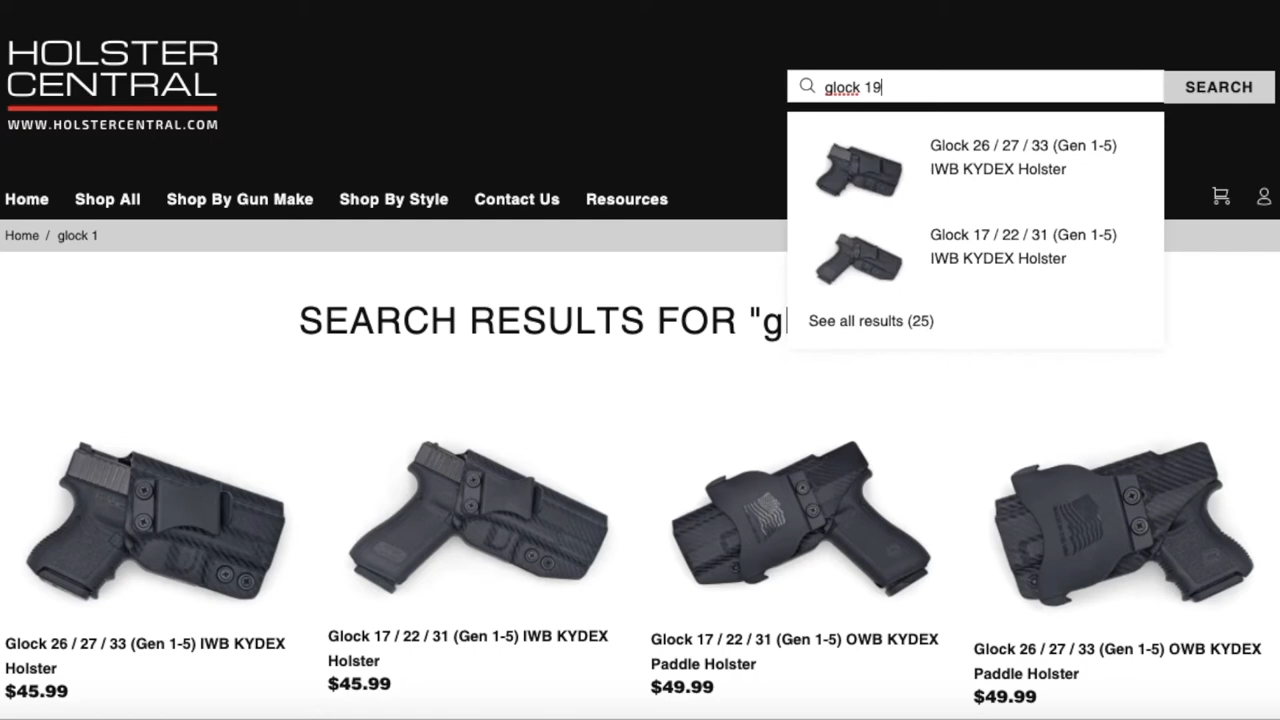 HOLSTER
CENTRAL
WWW.HOLSTERCENTRAL.COM
glock 19
SEARCH
Glock 26 / 27 / 33 (Gen 1-5)
IWB KYDEX Holster
Glock 17 / 22 / 31 (Gen 1-5)
IWB KYDEX Holster
See all results (25)
Home Shop All Shop By Gun Make Shop By Style Contact Us Resources
Home / glock 1
SEARCH RESULTS FOR "gl
Glock 26 / 27 / 33 (Gen 1-5) IWB KYDEX
Holster
$45.99
Glock 17 / 22 / 31 (Gen 1-5) IWB KYDEX
Holster
$45.99
Glock 17 / 22 / 31 (Gen 1-5) OWB KYDEX
Paddle Holster
$49.99
Glock 26 / 27 / 33 (Gen 1-5) OWB KYDEX
Paddle Holster
$49.99